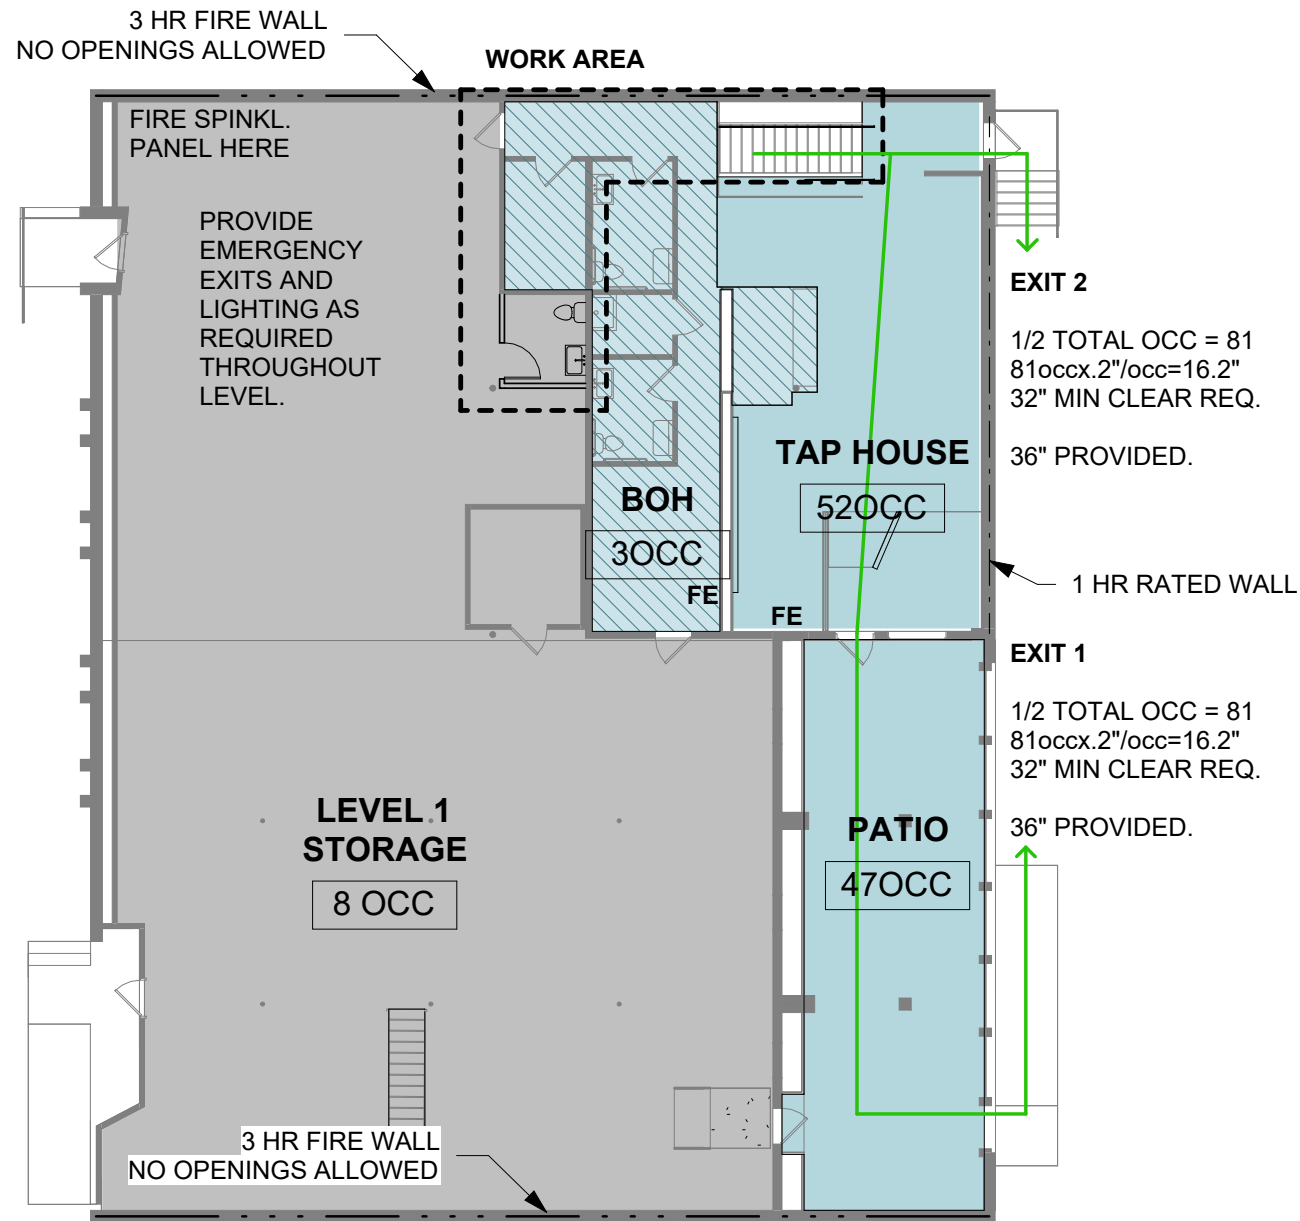 3 HR FIRE WALL
NO OPENINGS ALLOWED
WORK AREA
FIRE SPINKL.
PANEL HERE
PROVIDE
EMERGENCY
EXITS AND
LIGHTING AS
REQUIRED
THROUGHOUT
LEVEL.
EXIT 2
1/2 TOTAL OCC = 81
81occx.2"/occ=16.2"
32" MIN CLEAR REQ.
36" PROVIDED.
TAP HOUSE
52OCC
BOH
3OCC
FE
FE
1 HR RATED WALL
EXIT 1
1/2 TOTAL OCC = 81
81occx.2"/occ=16.2"
32" MIN CLEAR REQ.
36" PROVIDED.
LEVEL 1
STORAGE
8 OCC
PATIO
47OCC
3 HR FIRE WALL
NO OPENINGS ALLOWED